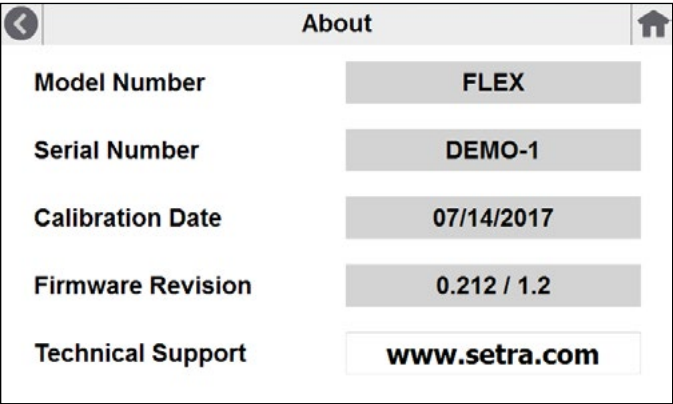 About
Model Number FLEX
Serial Number DEMO-1
Calibration Date 07/14/2017
Firmware Revision 0.212 / 1.2
Technical Support www.setra.com